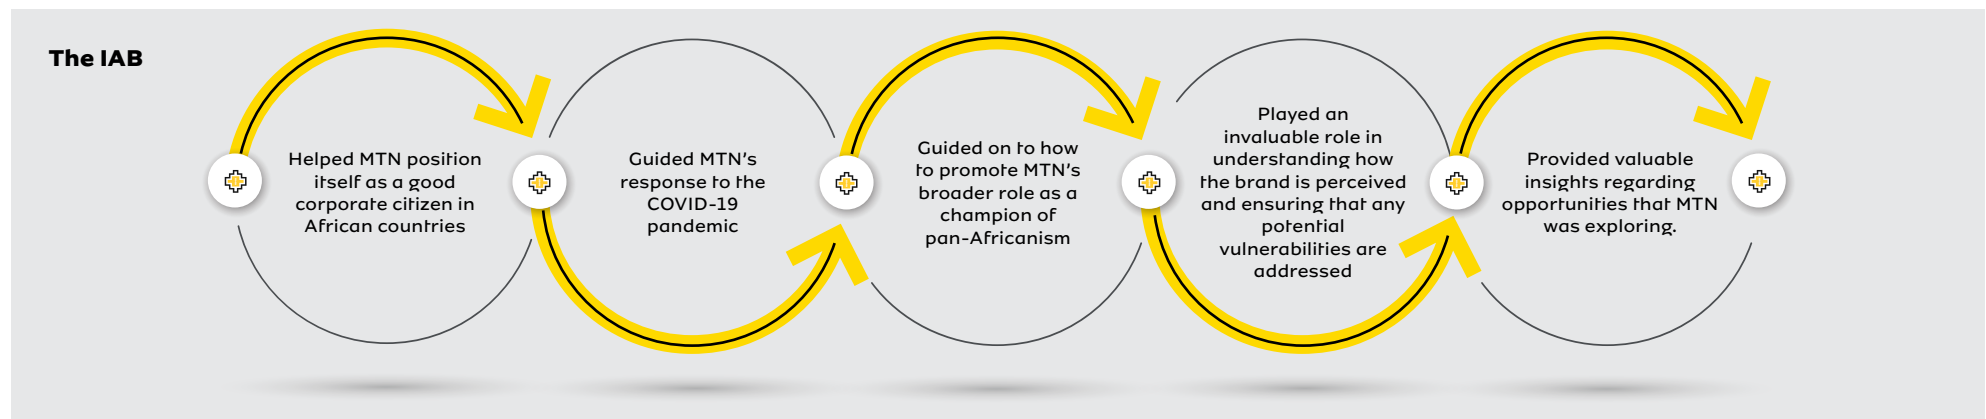 The IAB
Helped MTN position
itself as a good
corporate citizen in
African countries
Guided MTN's
response to the
COVID-19
pandemic
Guided on to how
to promote MTN's
broader role as a
champion of
pan-Africanism
Played an
invaluable role in
understanding how
the brand is perceived
and ensuring that any
potential
vulnerabilities are
addressed
Provided valuable
insights regarding
opportunities that MTN
was exploring.